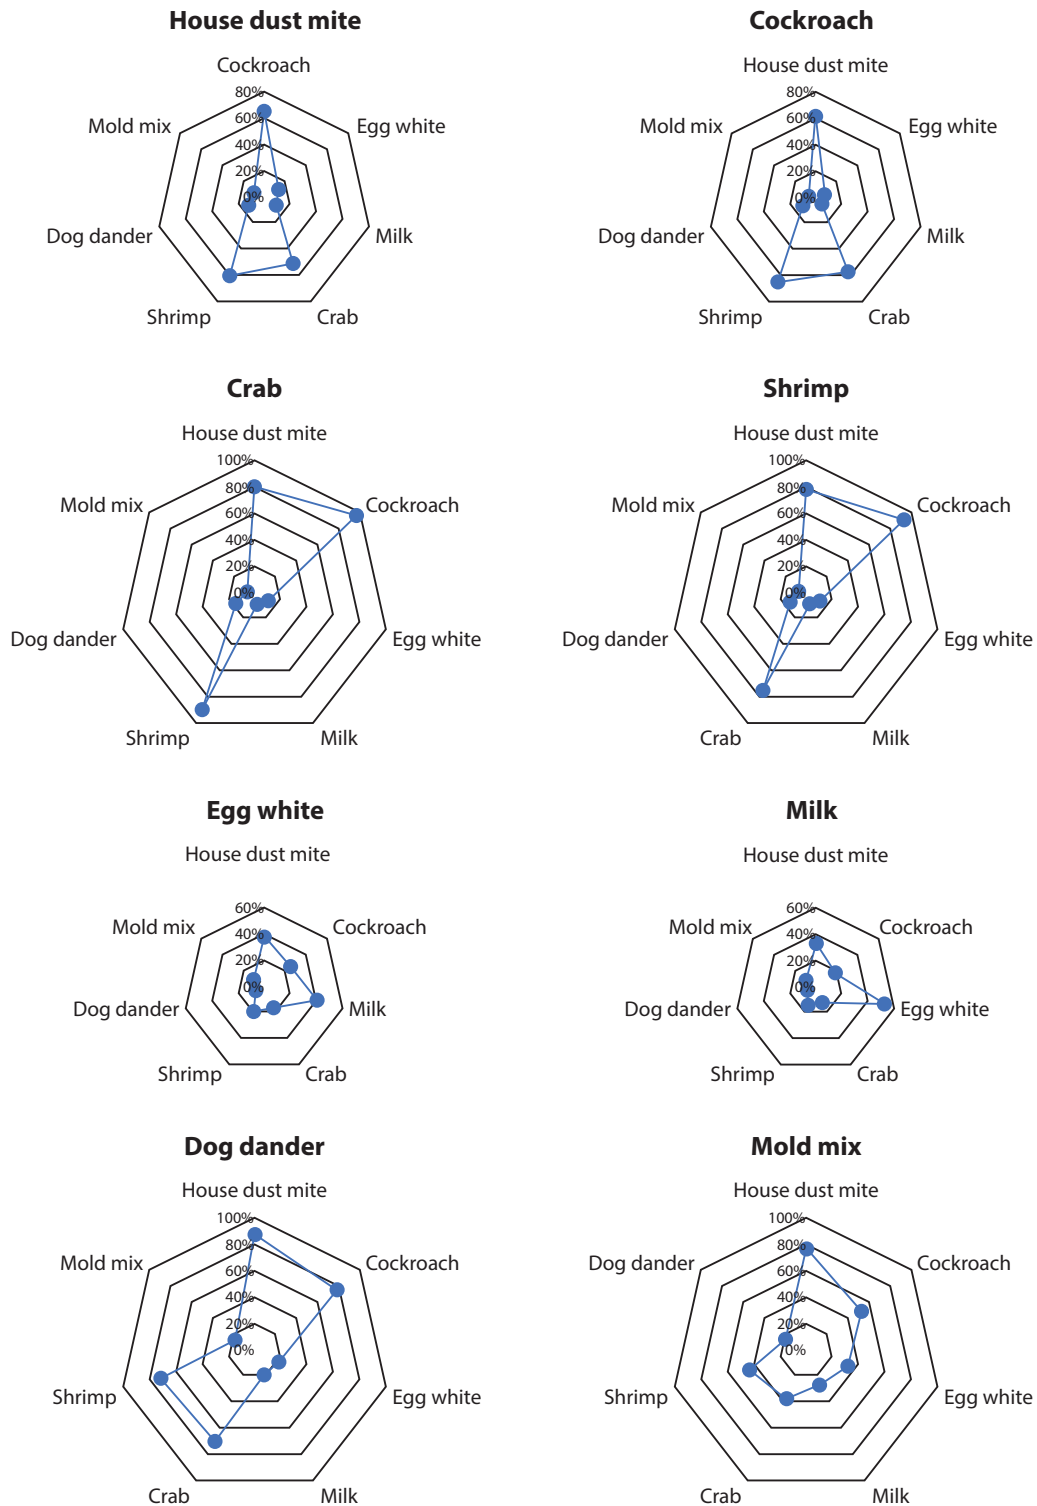 House dust mite
Cockroach
80%
60%
40%
20%
0%
Mold mix
Egg white
Dog dander
Milk
Shrimp
Crab
Cockroach
House dust mite
80%
60%
40%
20%
0%
Mold mix
Egg white
Dog dander
Milk
Shrimp
Crab
Crab
House dust mite
100%
80%
60%
40%
20%
0%
Mold mix
Cockroach
Dog dander
Egg white
Shrimp
Milk
Shrimp
House dust mite
100%
80%
60%
40%
20%
0%
Mold mix
Cockroach
Dog dander
Egg white
Crab
Milk
Egg white
House dust mite
60%
40%
20%
0%
Mold mix
Cockroach
Dog dander
Milk
Shrimp
Crab
Milk
House dust mite
60%
40%
20%
0%
Mold mix
Cockroach
Dog dander
Egg white
Shrimp
Crab
Dog dander
House dust mite
100%
80%
60%
40%
20%
0%
Mold mix
Cockroach
Shrimp
Egg white
Crab
Milk
Mold mix
House dust mite
100%
80%
60%
40%
20%
0%
Dog dander
Cockroach
Shrimp
Egg white
Crab
Milk